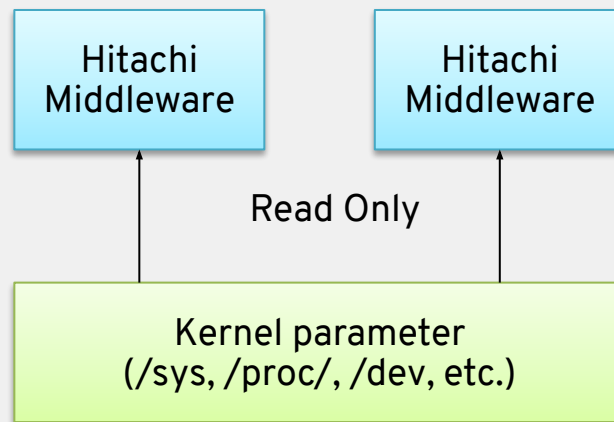 Hitachi
Middleware
Hitachi
Middleware
Read Only
Kernel parameter
(/sys, /proc/, /dev, etc.)